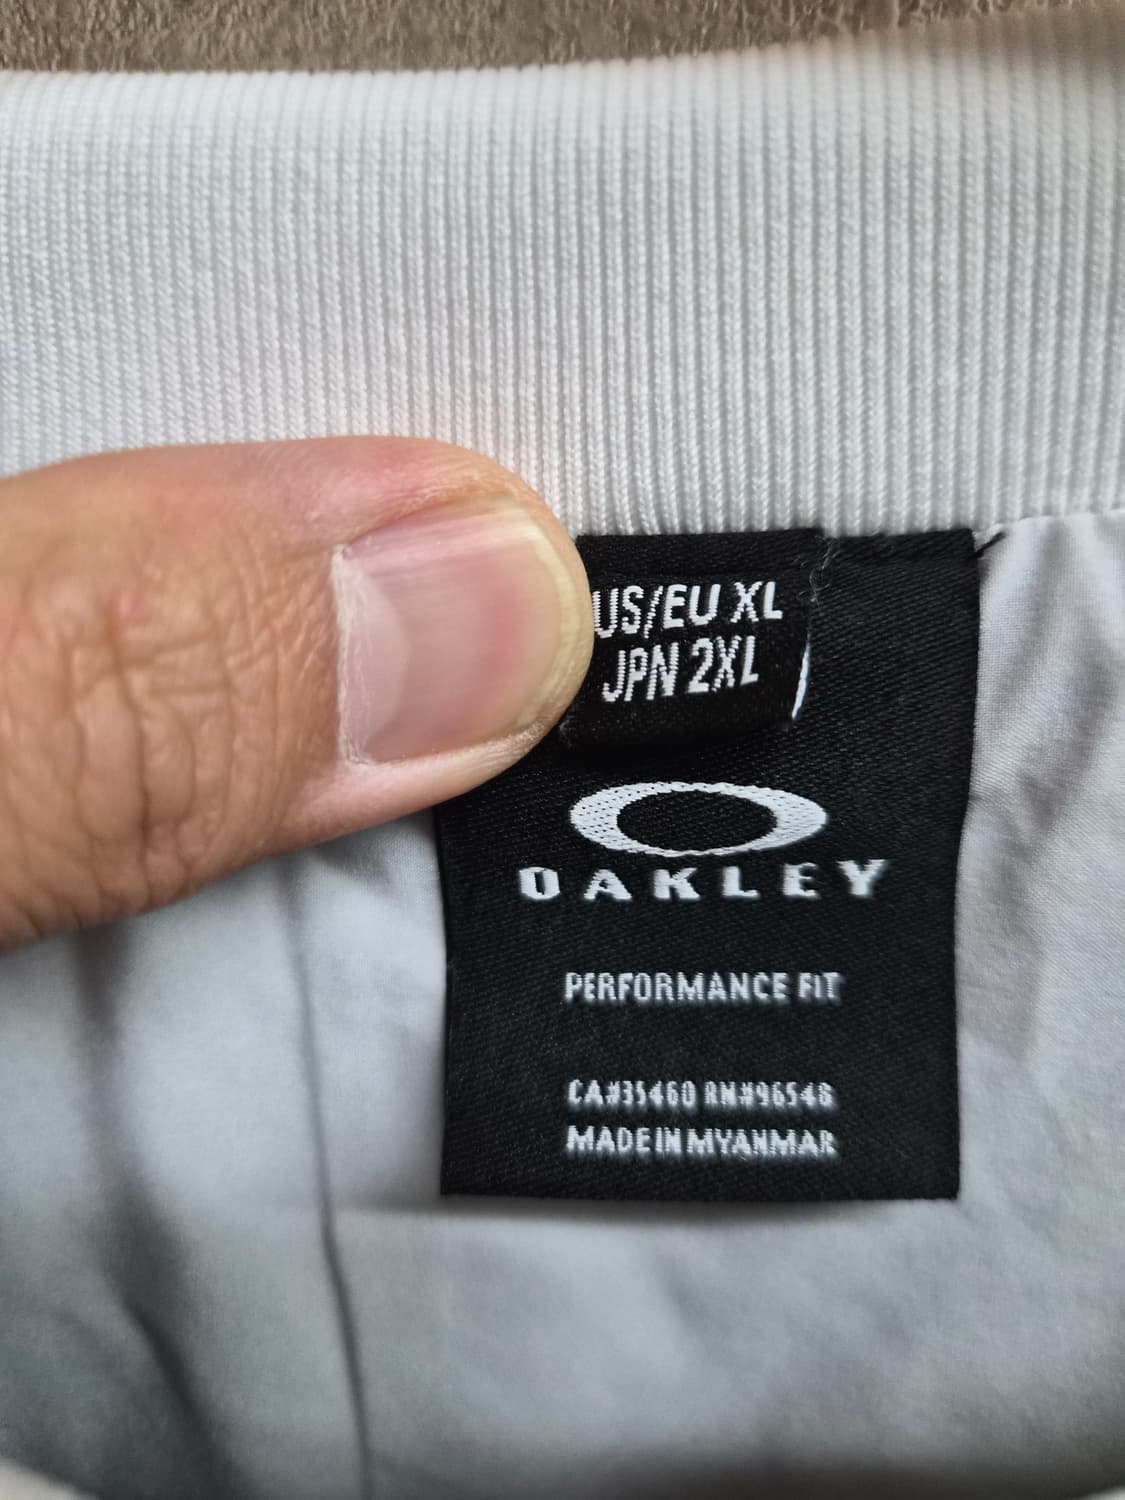 US/EU XL
JPN 2XL
OAKLEY
PERFORMANCE FIT
CA#35460 RN#96548
MADE IN MYANMAR